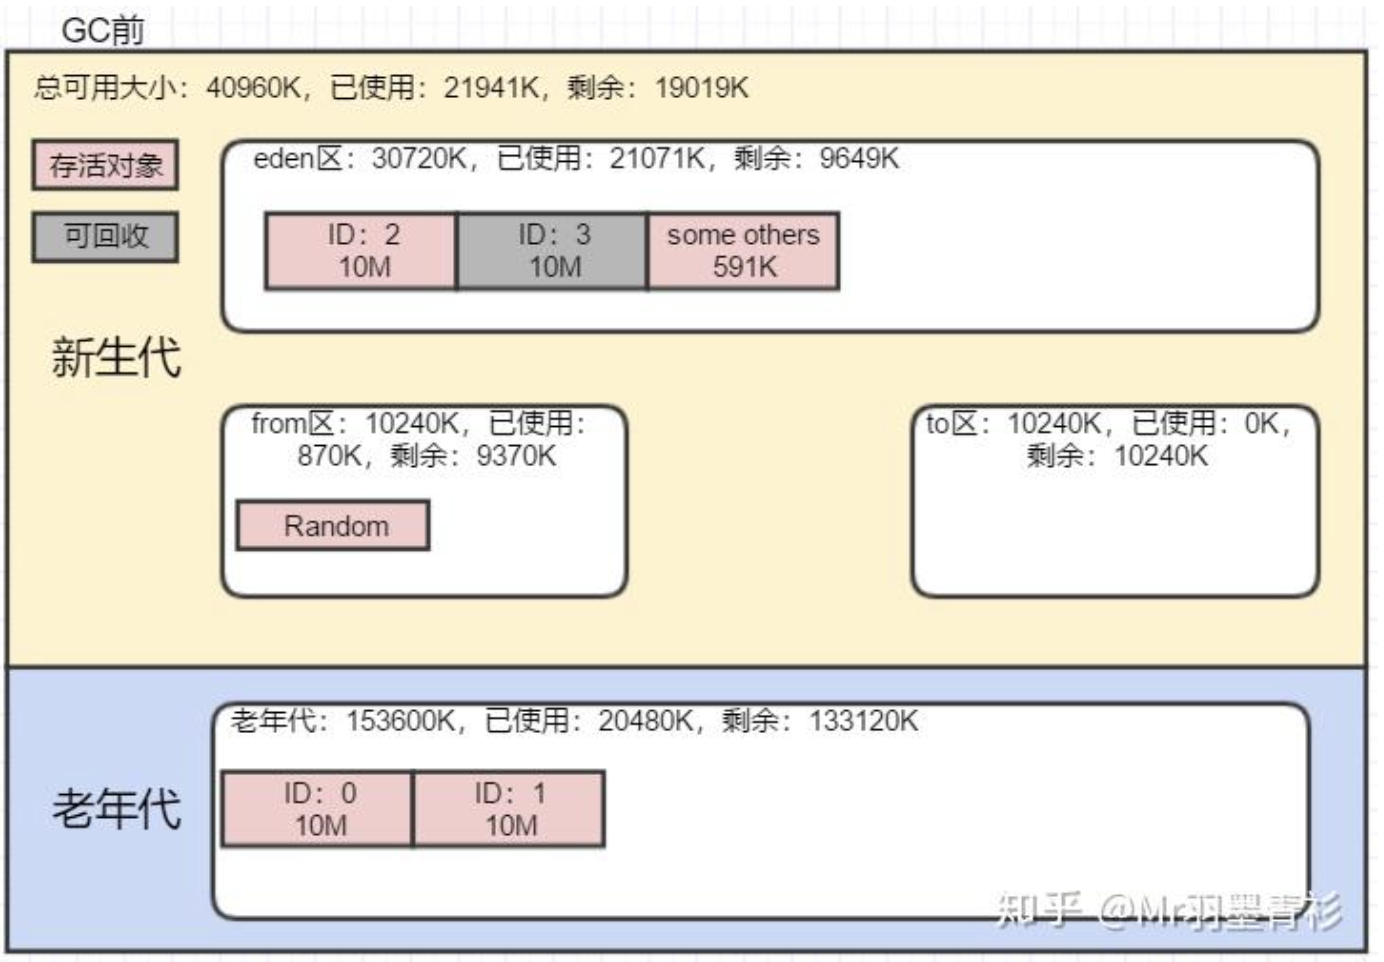 GC前
总可用大小：40960K，已使用：21941K，剩余：19019K
存活对象
可回收
eden区：30720K，已使用：21071K，剩余：9649K
ID：2
10M
ID：3
10M
some others
591K
新生代
from区：10240K，已使用：
870K，剩余：9370K
Random
to区：10240K，已使用：0K，
剩余：10240K
老年代
老年代：153600K，已使用：20480K，剩余：133120K
ID：0
10M
ID：1
10M
知乎 @Mr羽墨青衫